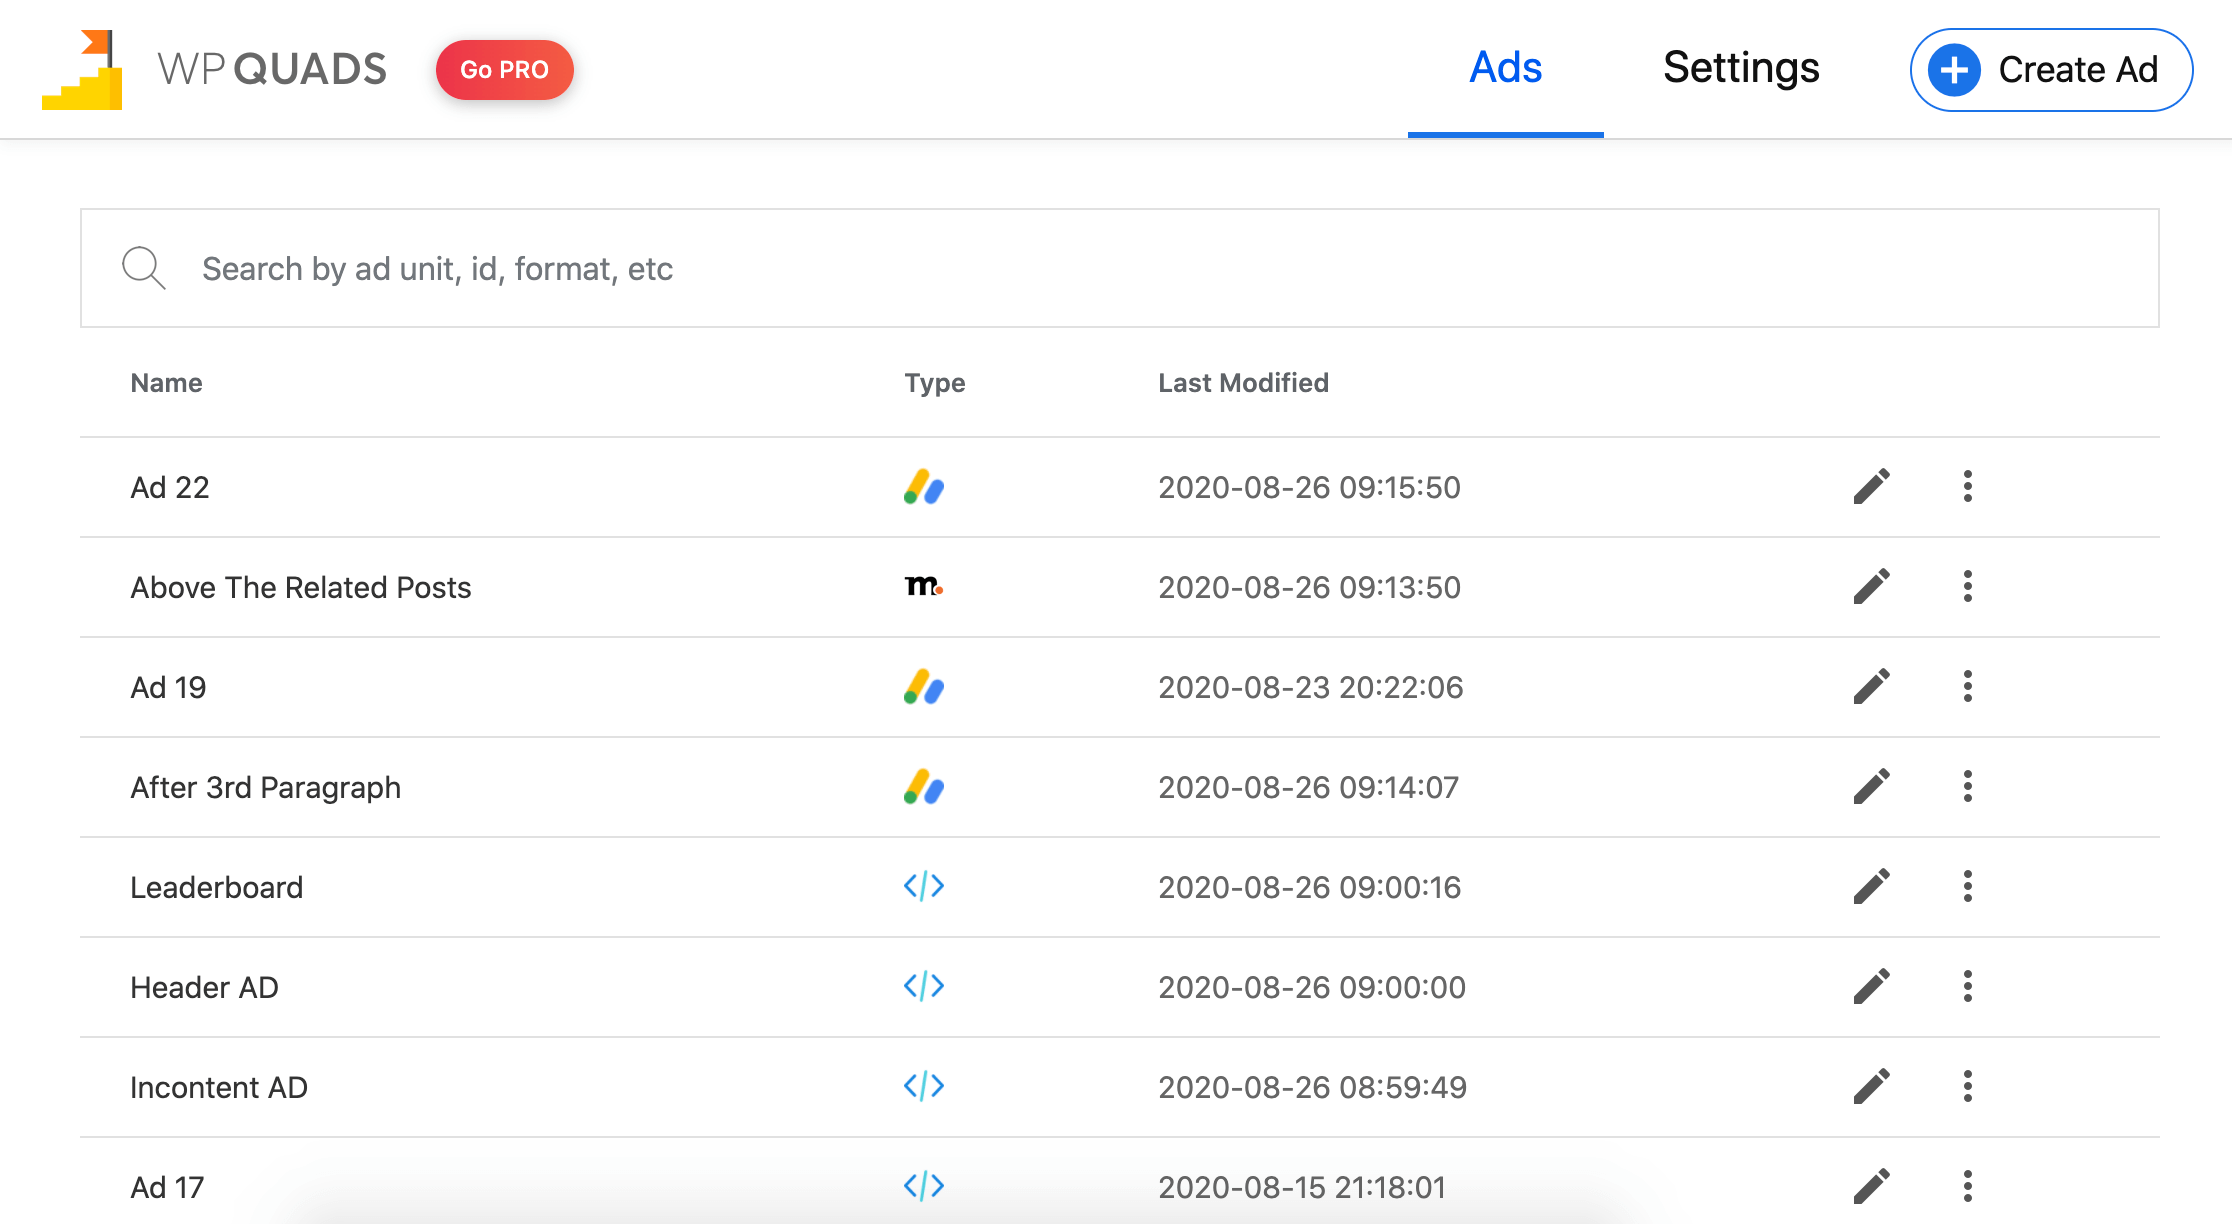 WP QUADS Go PRO Ads Settings Create Ad
Search by ad unit, id, format, etc
Name Type Last Modified
Ad 22 2020-08-26 09:15:50
Above The Related Posts m. 2020-08-26 09:13:50
Ad 19 2020-08-23 20:22:06
After 3rd Paragraph 2020-08-26 09:14:07
Leaderboard </> 2020-08-26 09:00:16
Header AD </> 2020-08-26 09:00:00
Incontent AD </> 2020-08-26 08:59:49
Ad 17 </> 2020-08-15 21:18:01